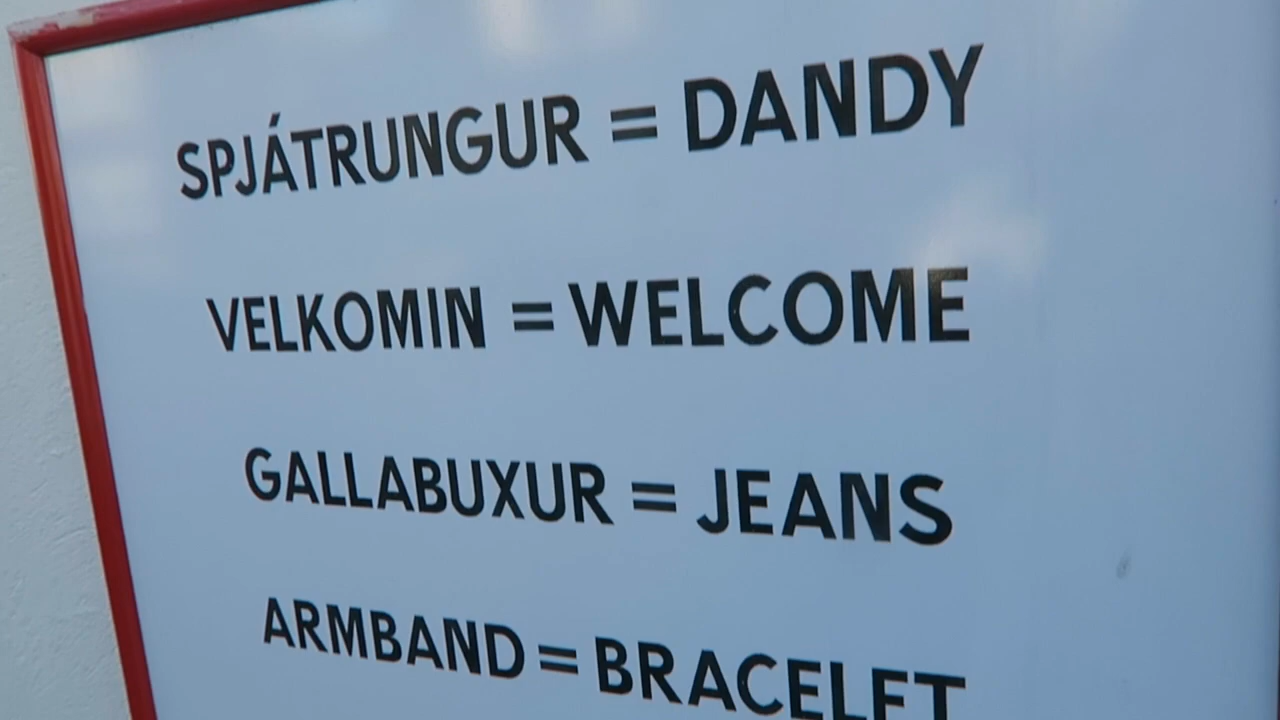 SPJÁTRUNGUR = DANDY
VELKOMIN = WELCOME
GALLABUXUR = JEANS
ARMBAND = BRACELET